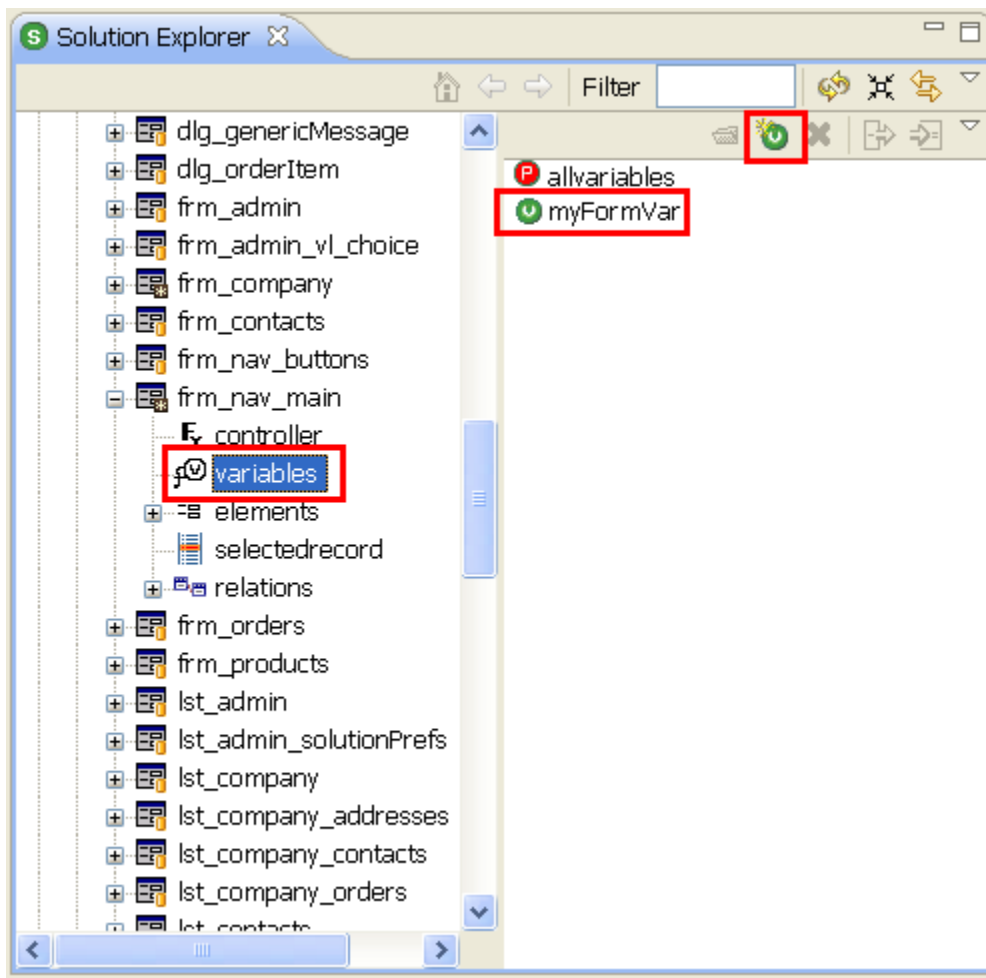 Solution Explorer
Filter
dlg_genericMessage
dlg_orderItem
frm_admin
frm_admin_vl_choice
frm_company
frm_contacts
frm_nav_buttons
frm_nav_main
controller
variables
elements
selectedrecord
relations
frm_orders
frm_products
lst_admin
lst_admin_solutionPrefs
lst_company
lst_company_addresses
lst_company_contacts
lst_company_orders
lst_contacts
allvariables
myFormVar